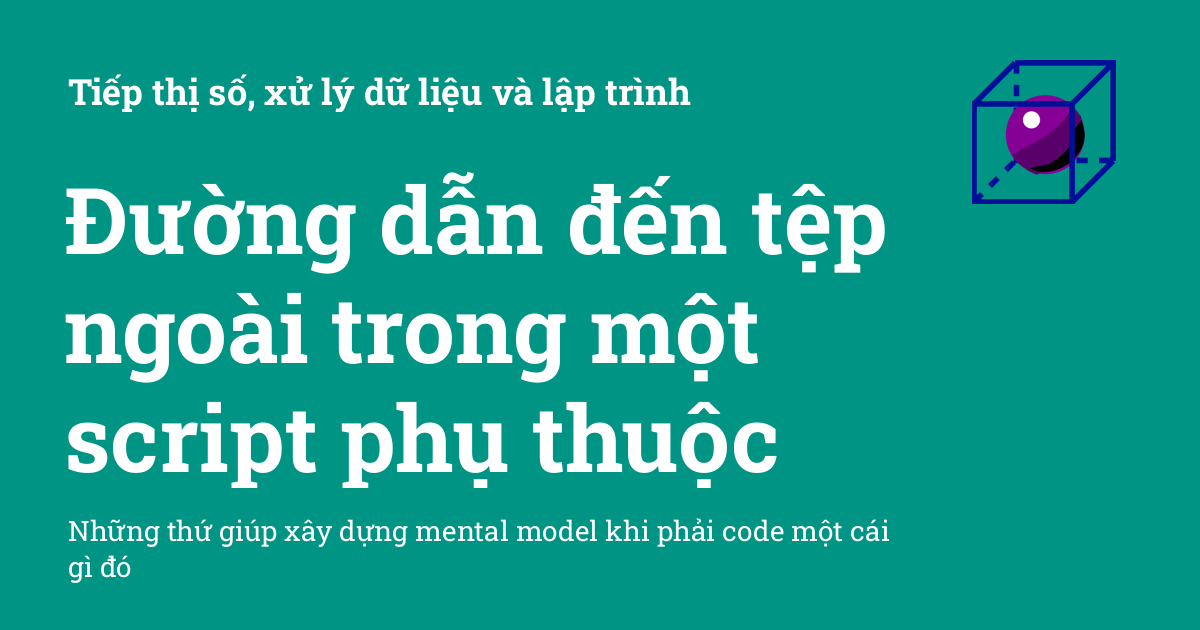 Tiếp thị số, xử lý dữ liệu và lập trình
Đường dẫn đến tệp
ngoài trong một
script phụ thuộc
Những thứ giúp xây dựng mental model khi phải code một cái
gì đó